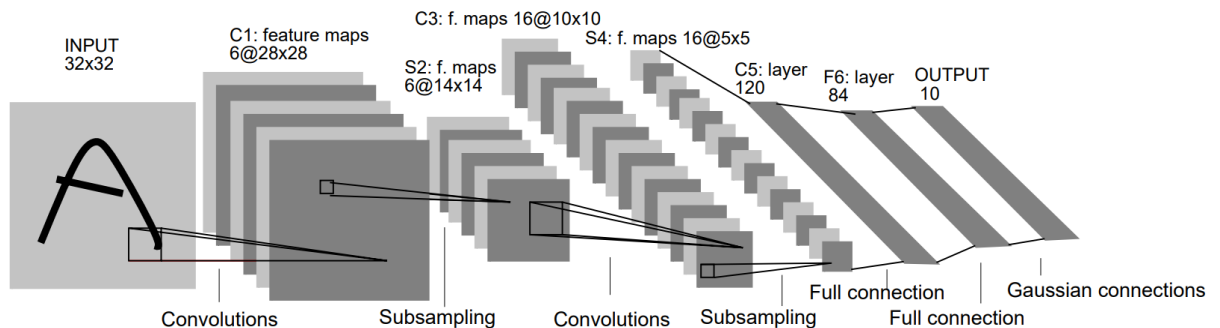 INPUT
32x32
C1: feature maps
6@28x28
S2: f. maps
6@14x14
C3: f. maps 16@10x10
S4: f. maps 16@5x5
C5: layer
120
F6: layer
84
OUTPUT
10
Convolutions
Subsampling
Convolutions
Subsampling
Full connection
Full connection
Gaussian connections